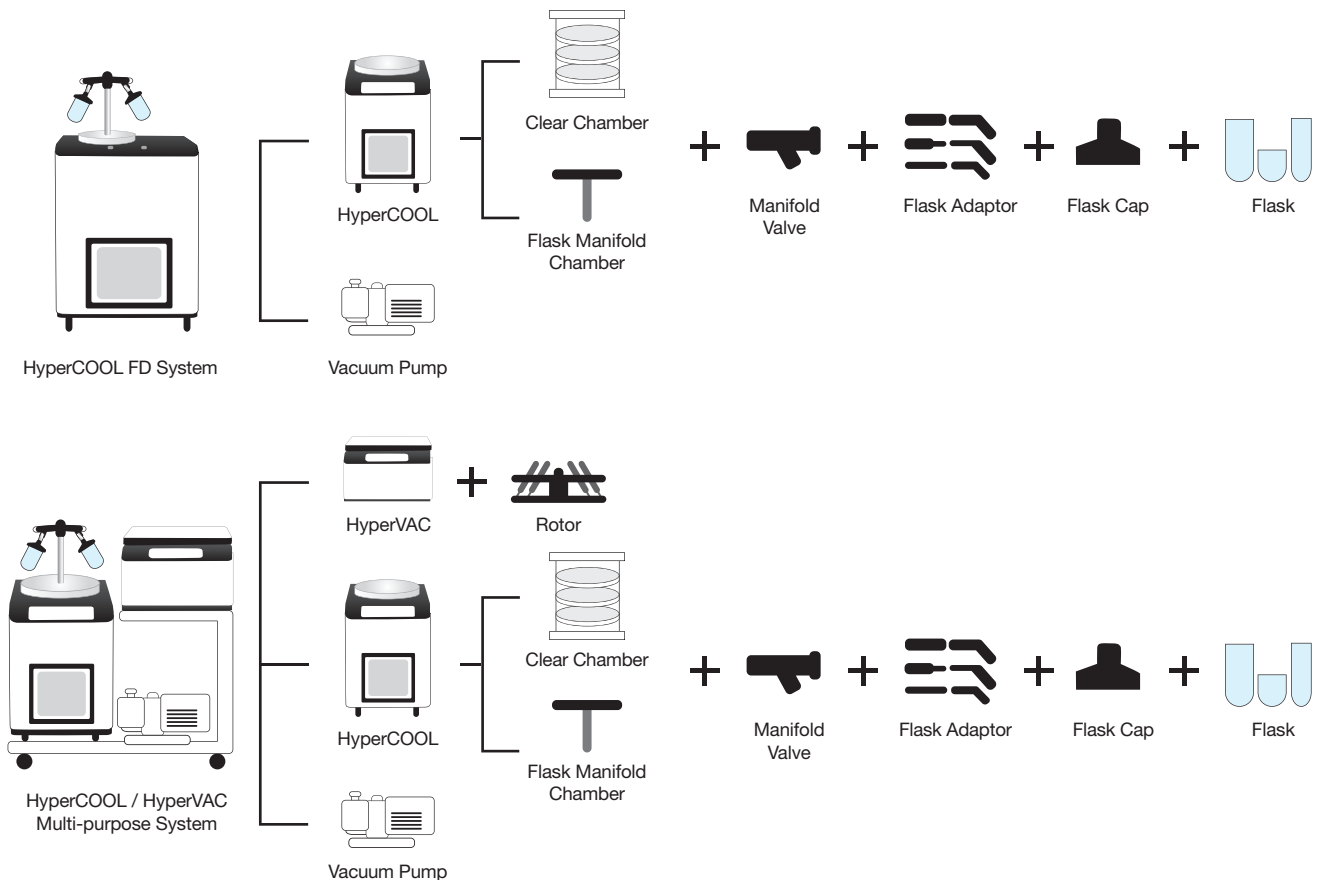 Clear Chamber
HyperCOOL
Flask Manifold
Chamber
Manifold
Valve
Flask Adaptor
Flask Cap
Flask
HyperCOOL FD System
Vacuum Pump
HyperVAC
Rotor
Clear Chamber
HyperCOOL
Flask Manifold
Chamber
Manifold
Valve
Flask Adaptor
Flask Cap
Flask
HyperCOOL / HyperVAC
Multi-purpose System
Vacuum Pump